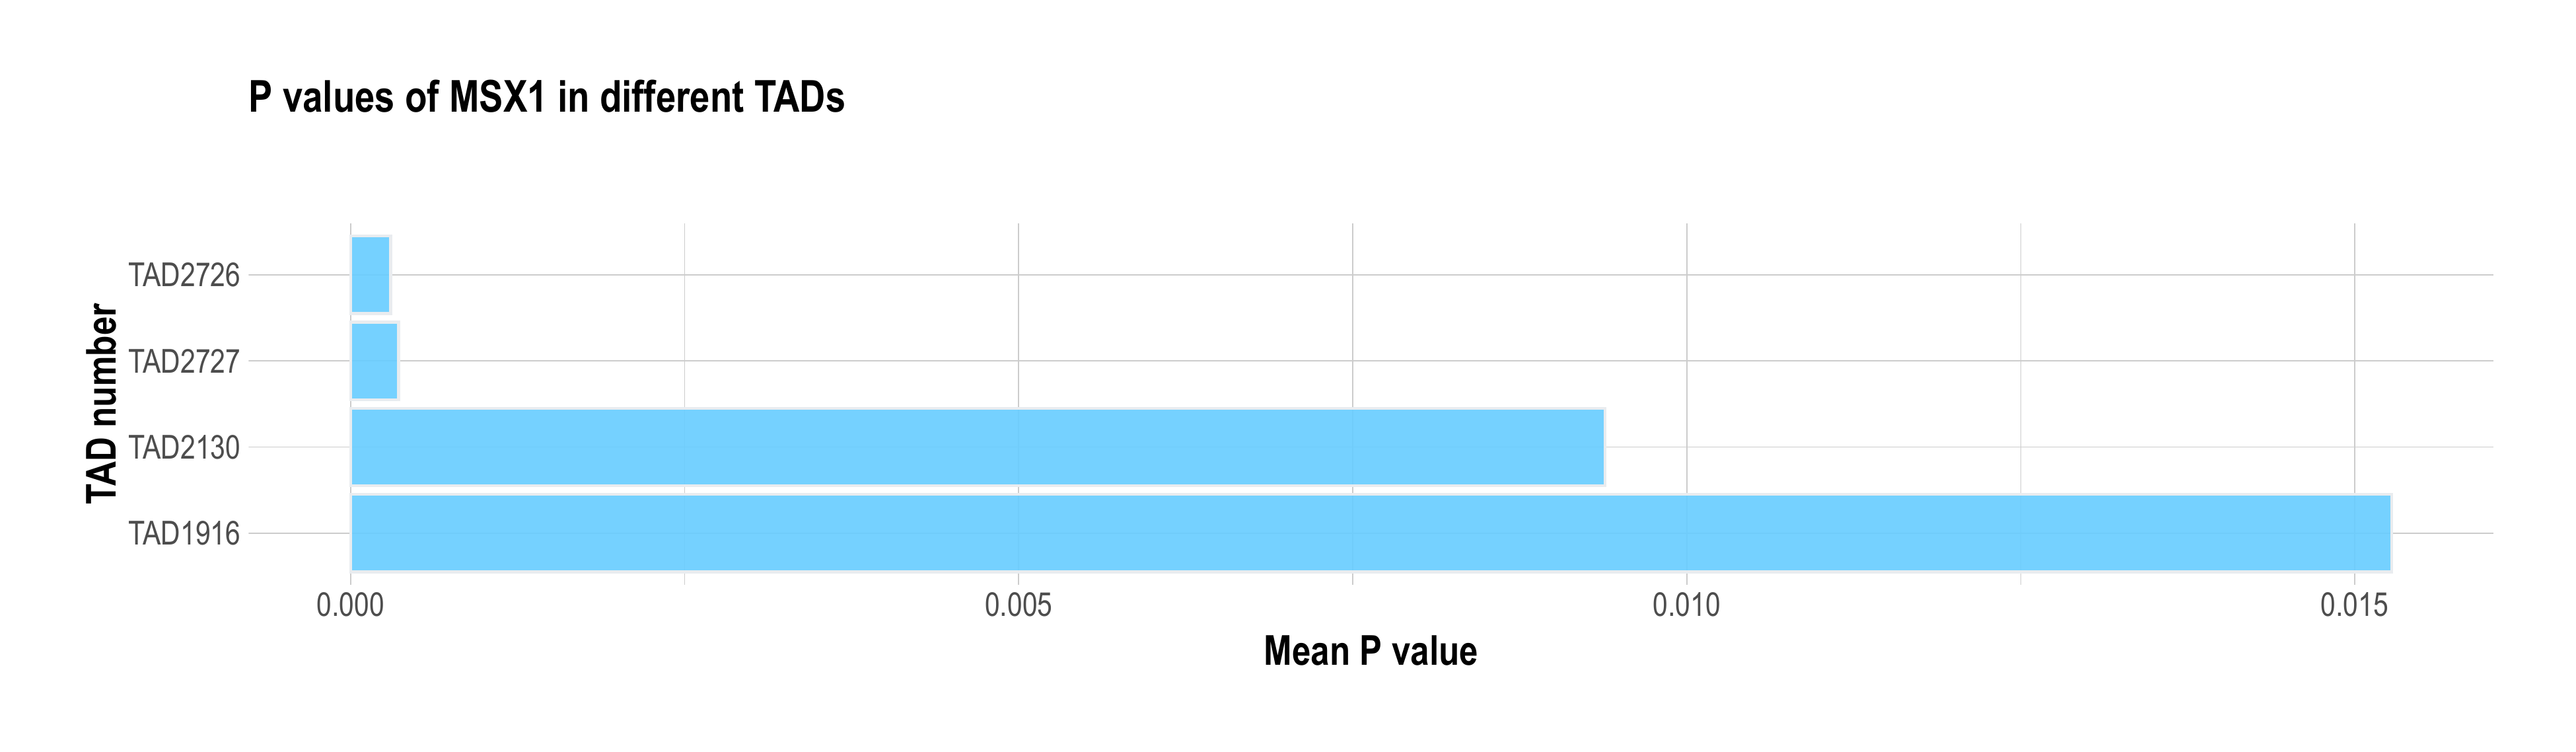 P values of MSX1 in different TADs
TAD number
TAD2726
TAD2727
TAD2130
TAD1916
0.000 0.005 0.010 0.015
Mean P value